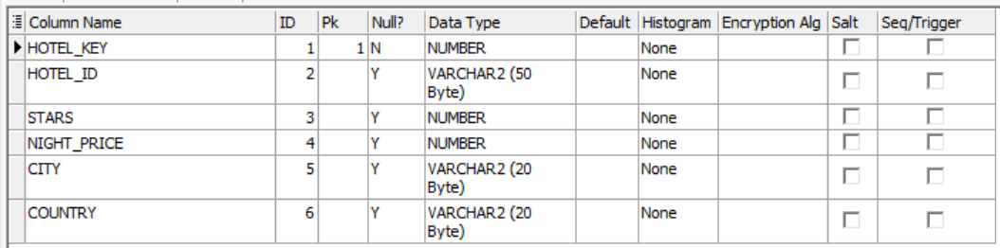 Column Name ID Pk Null? Data Type Default Histogram Encryption Alg Salt Seq/Trigger
HOTEL_KEY 1 1 N NUMBER None
HOTEL_ID 2 Y VARCHAR2 (50 None
Byte)
STARS 3 Y NUMBER None
NIGHT_PRICE 4 Y NUMBER None
CITY 5 Y VARCHAR2 (20 None
Byte)
COUNTRY 6 Y VARCHAR2 (20 None
Byte)